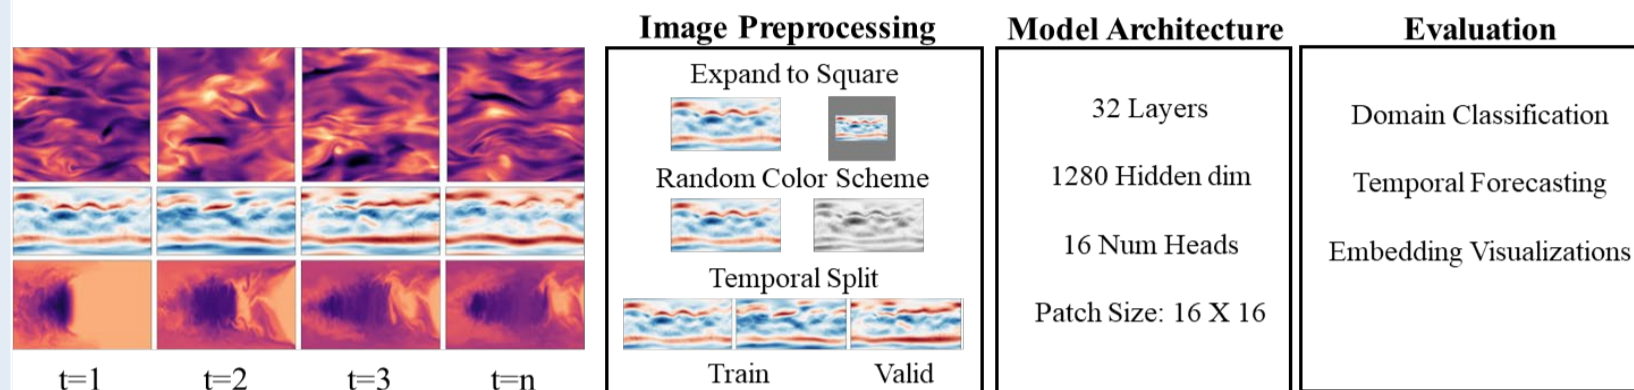 t=1
t=2
t=3
t=n
Image Preprocessing
Expand to Square
Random Color Scheme
Temporal Split
Train
Valid
Model Architecture
32 Layers
1280 Hidden dim
16 Num Heads
Patch Size: 16 X 16
Evaluation
Domain Classification
Temporal Forecasting
Embedding Visualizations